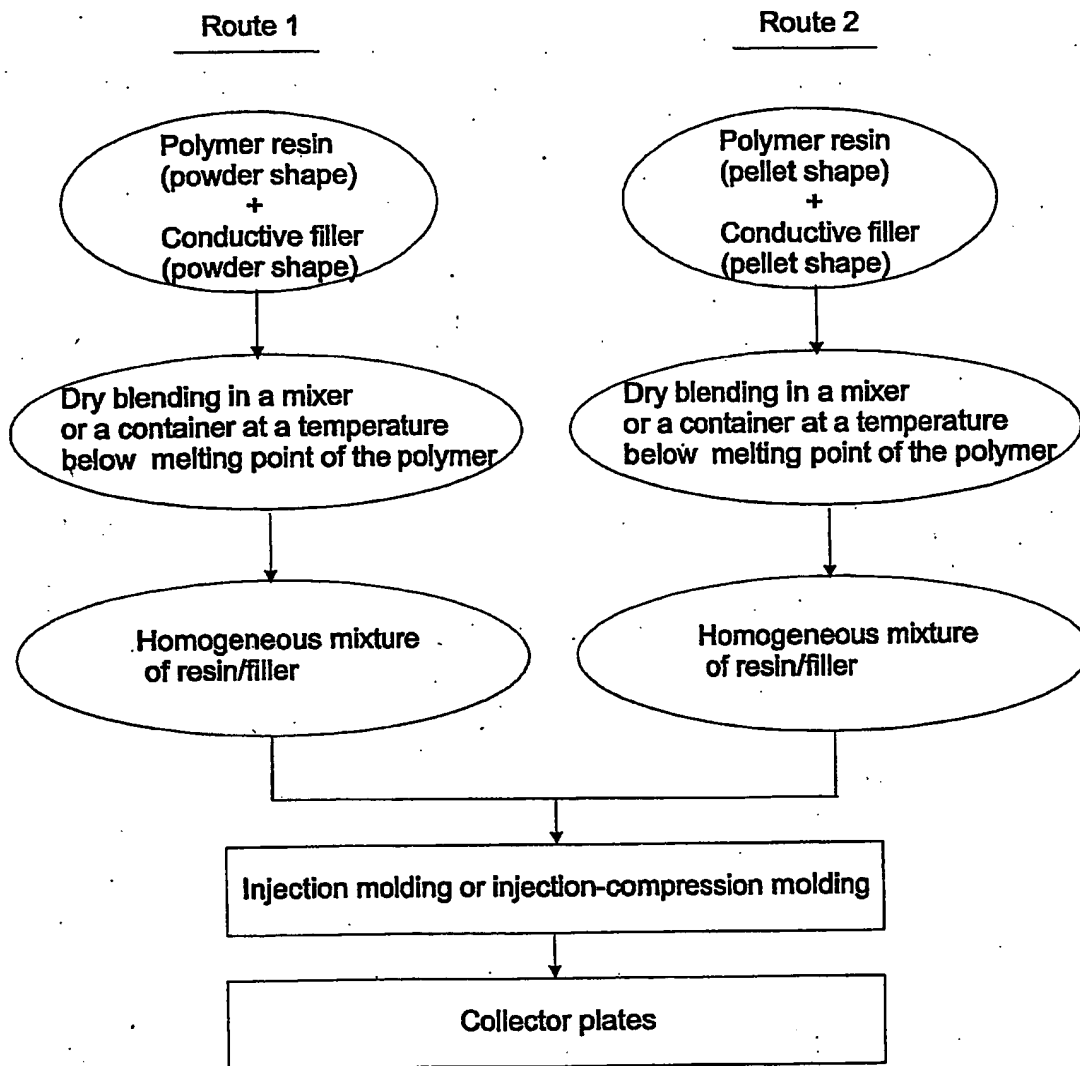 Route 1
Polymer resin
(powder shape)
+
Conductive filler
(powder shape)
Dry blending in a mixer
or a container at a temperature
below melting point of the polymer
Homogeneous mixture
of resin/filler
Route 2
Polymer resin
(pellet shape)
+
Conductive filler
(pellet shape)
Dry blending in a mixer
or a container at a temperature
below melting point of the polymer
Homogeneous mixture
of resin/filler
Injection molding or injection-compression molding
Collector plates